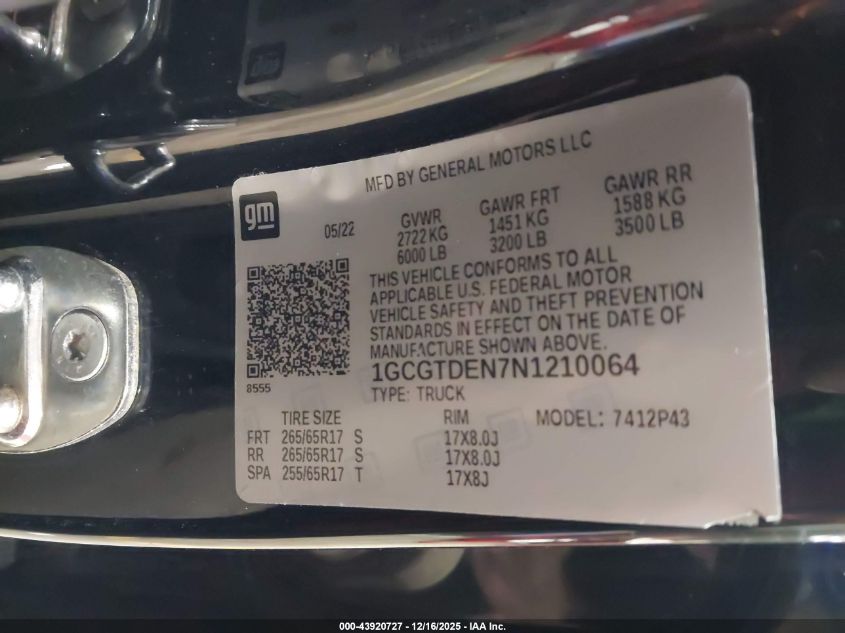 MFD BY GENERAL MOTORS LLC
gm
05/22
GVWR
2722 KG
6000 LB
GAWR FRT
1451 KG
3200 LB
GAWR RR
1588 KG
3500 LB
THIS VEHICLE CONFORMS TO ALL
APPLICABLE U.S. FEDERAL MOTOR
VEHICLE SAFETY AND THEFT PREVENTION
STANDARDS IN EFFECT ON THE DATE OF
MANUFACTURE SHOWN ABOVE.
8555
1GCGTDEN7N1210064
TYPE: TRUCK
TIRE SIZE RIM MODEL: 7412P43
FRT 265/65R17 S 17X8.0J
RR 265/65R17 S 17X8.0J
SPA 255/65R17 T 17X8J
000-43920727 - 12/16/2025 - IAA Inc.